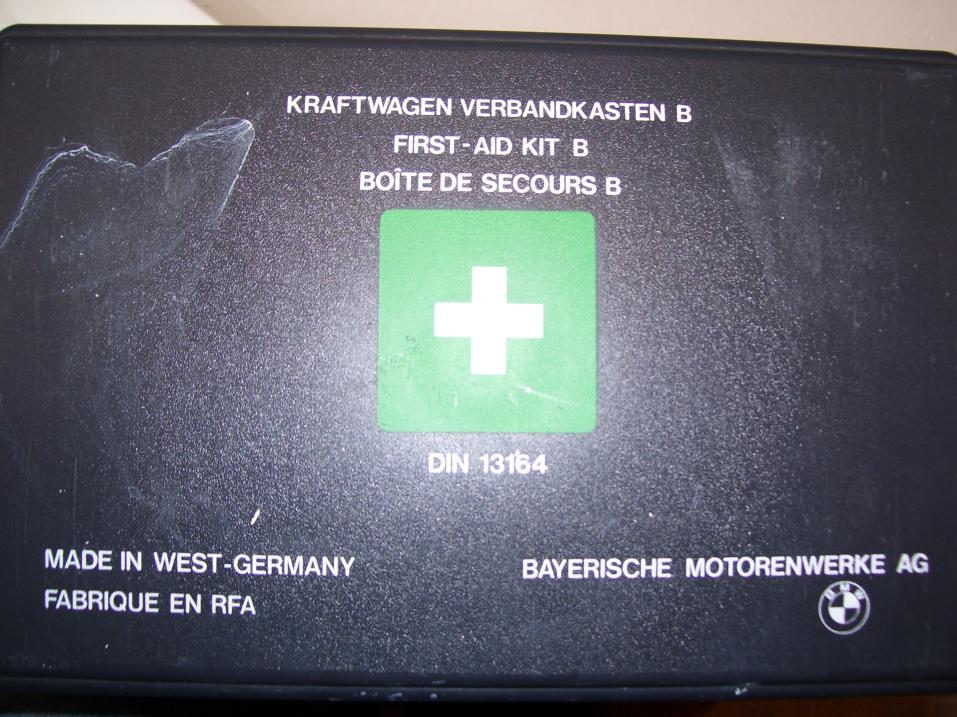 KRAFTWAGEN VERBANDKASTEN B
FIRST-AID KIT B
BOÎTE DE SECOURS B
DIN 13164
MADE IN WEST-GERMANY
FABRIQUE EN RFA
BAYERISCHE MOTORENWERKE AG
BMW